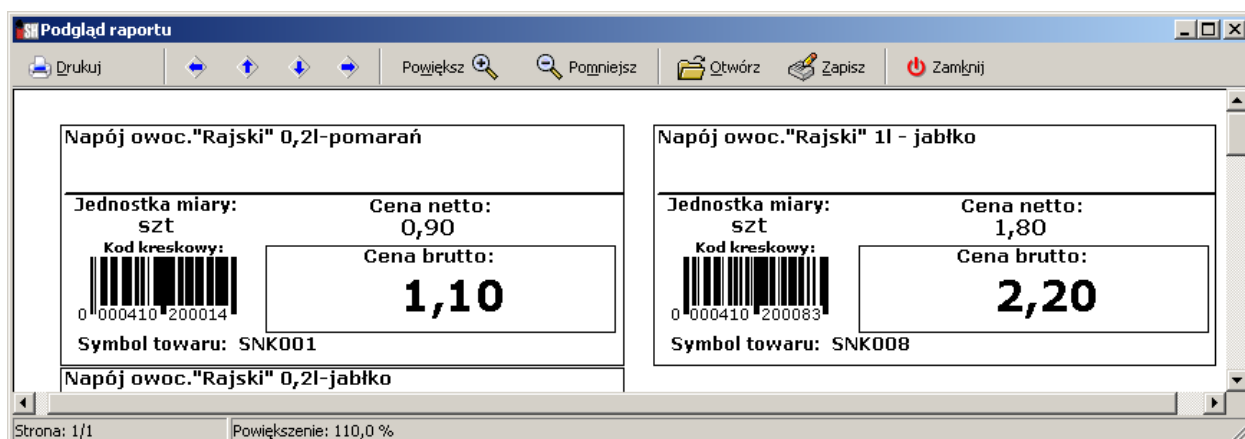 SH Podgląd raportu
Drukuj Powiększ Pomniejsz Otwórz Zapisz Zamknij
Napój owoc."Rajski" 0,2l-pomarań
Jednostka miary: Cena netto:
szt 0,90
Kod kreskowy: Cena brutto:
1,10
0 000410 200014
Symbol towaru: SNK001
Napój owoc."Rajski" 1l - jabłko
Jednostka miary: Cena netto:
szt 1,80
Kod kreskowy: Cena brutto:
2,20
0 000410 200083
Symbol towaru: SNK008
Napój owoc."Rajski" 0,2l-jabłko
Strona: 1/1 Powiększenie: 110,0 %